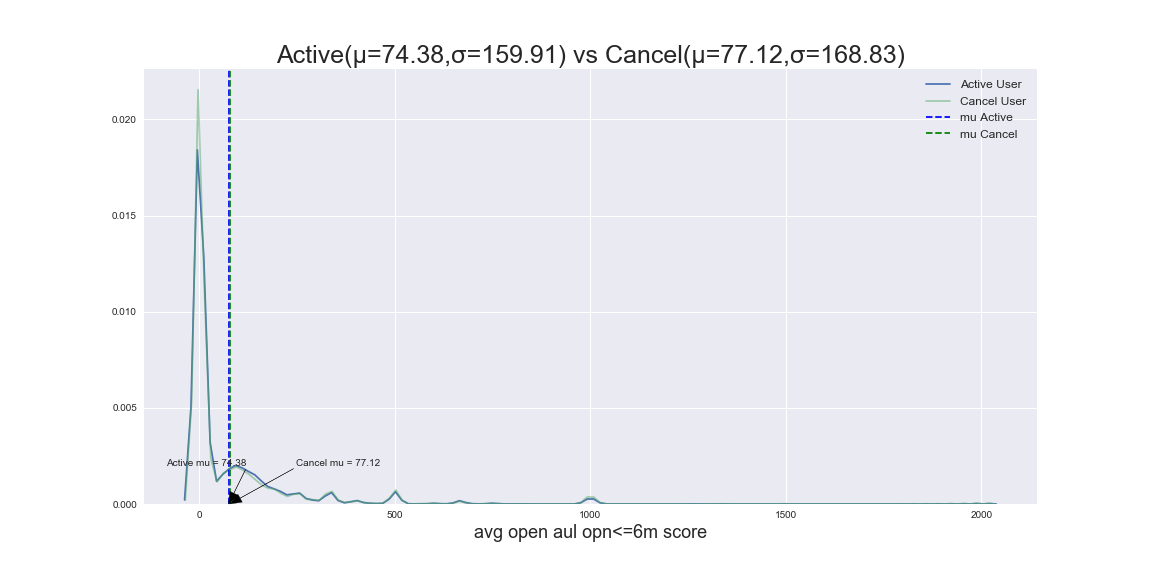 Active(μ=74.38,σ=159.91) vs Cancel(μ=77.12,σ=168.83)
Active User
Cancel User
mu Active
mu Cancel
0.020
0.015
0.010
0.005
0.000
Active mu = 74.38
Cancel mu = 77.12
0
500
1000
1500
2000
avg open aul opn<=6m score